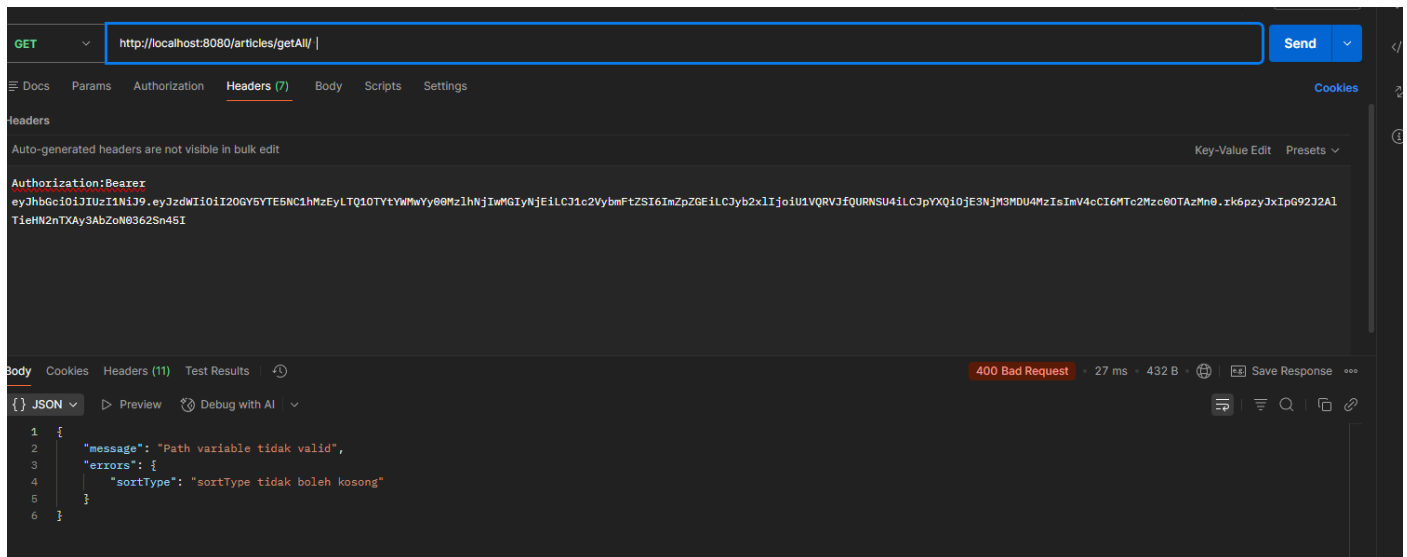 GET http://localhost:8080/articles/getAll/ Send
Docs Params Authorization Headers (7) Body Scripts Settings Cookies
Headers
Auto-generated headers are not visible in bulk edit Key-Value Edit Presets
Authorization:Bearer
eyJhbGciOiJIUzI1NiJ9.eyJzdWIiOiI2OGY5YTE5NC1hMzEyLTQ1OTYtYWMwYy00MzlhNjIwMGIyNjEiLCJ1c2VybmFtZSI6ImZpZGEiLCJyb2xlIjoiU1VQRVJfQURNSU4iLCJpYXQiOjE3NjM3MDU4MzIsImV4cCI6MTc2Mzc0OTAzMn0.rk6pzyJxIpG92J2Al
TieHN2nTXAy3AbZoN0362Sn45I
Body Cookies Headers (11) Test Results 400 Bad Request 27 ms 432 B e.g. Save Response
{} JSON Preview Debug with AI
1 {
2 "message": "Path variable tidak valid",
3 "errors": {
4 "sortType": "sortType tidak boleh kosong"
5 }
6 }